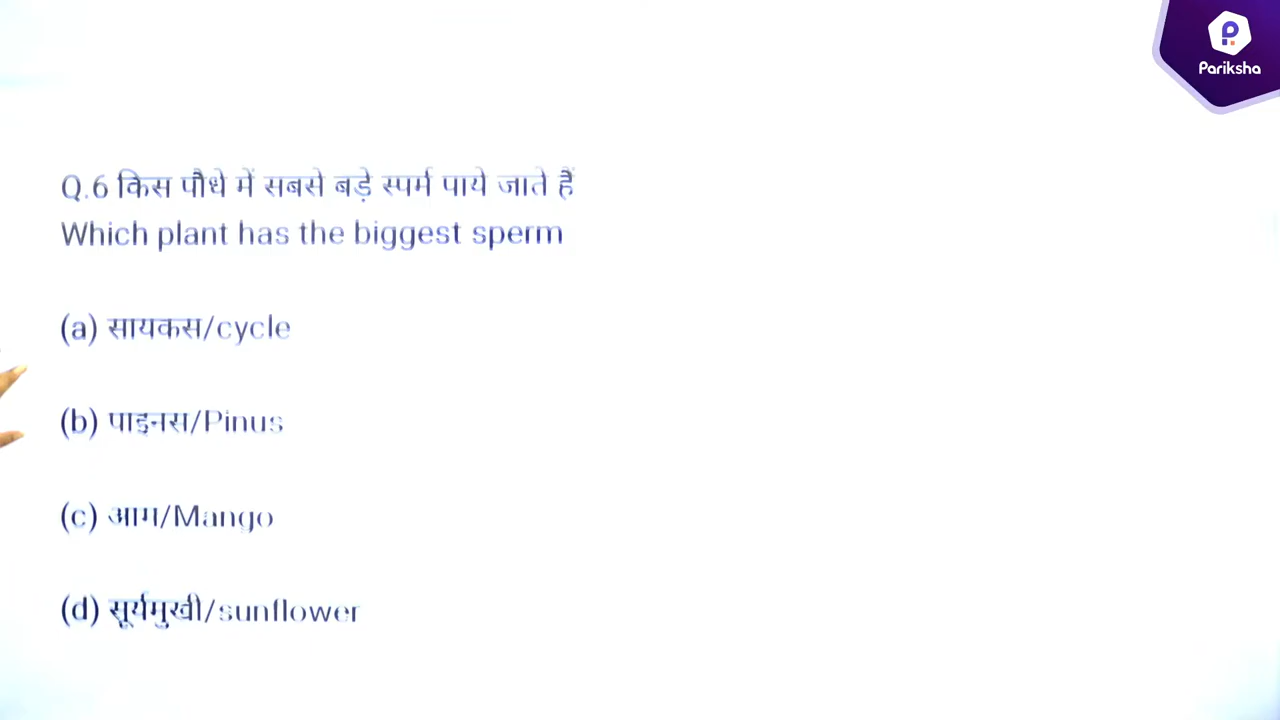 Pariksha
Q.6 किस पौधे में सबसे बड़े स्पर्म पाये जाते हैं
Which plant has the biggest sperm
(a) सायकस/cycle
(b) पाइनस/Pinus
(c) आम/Mango
(d) सूर्यमुखी/sunflower